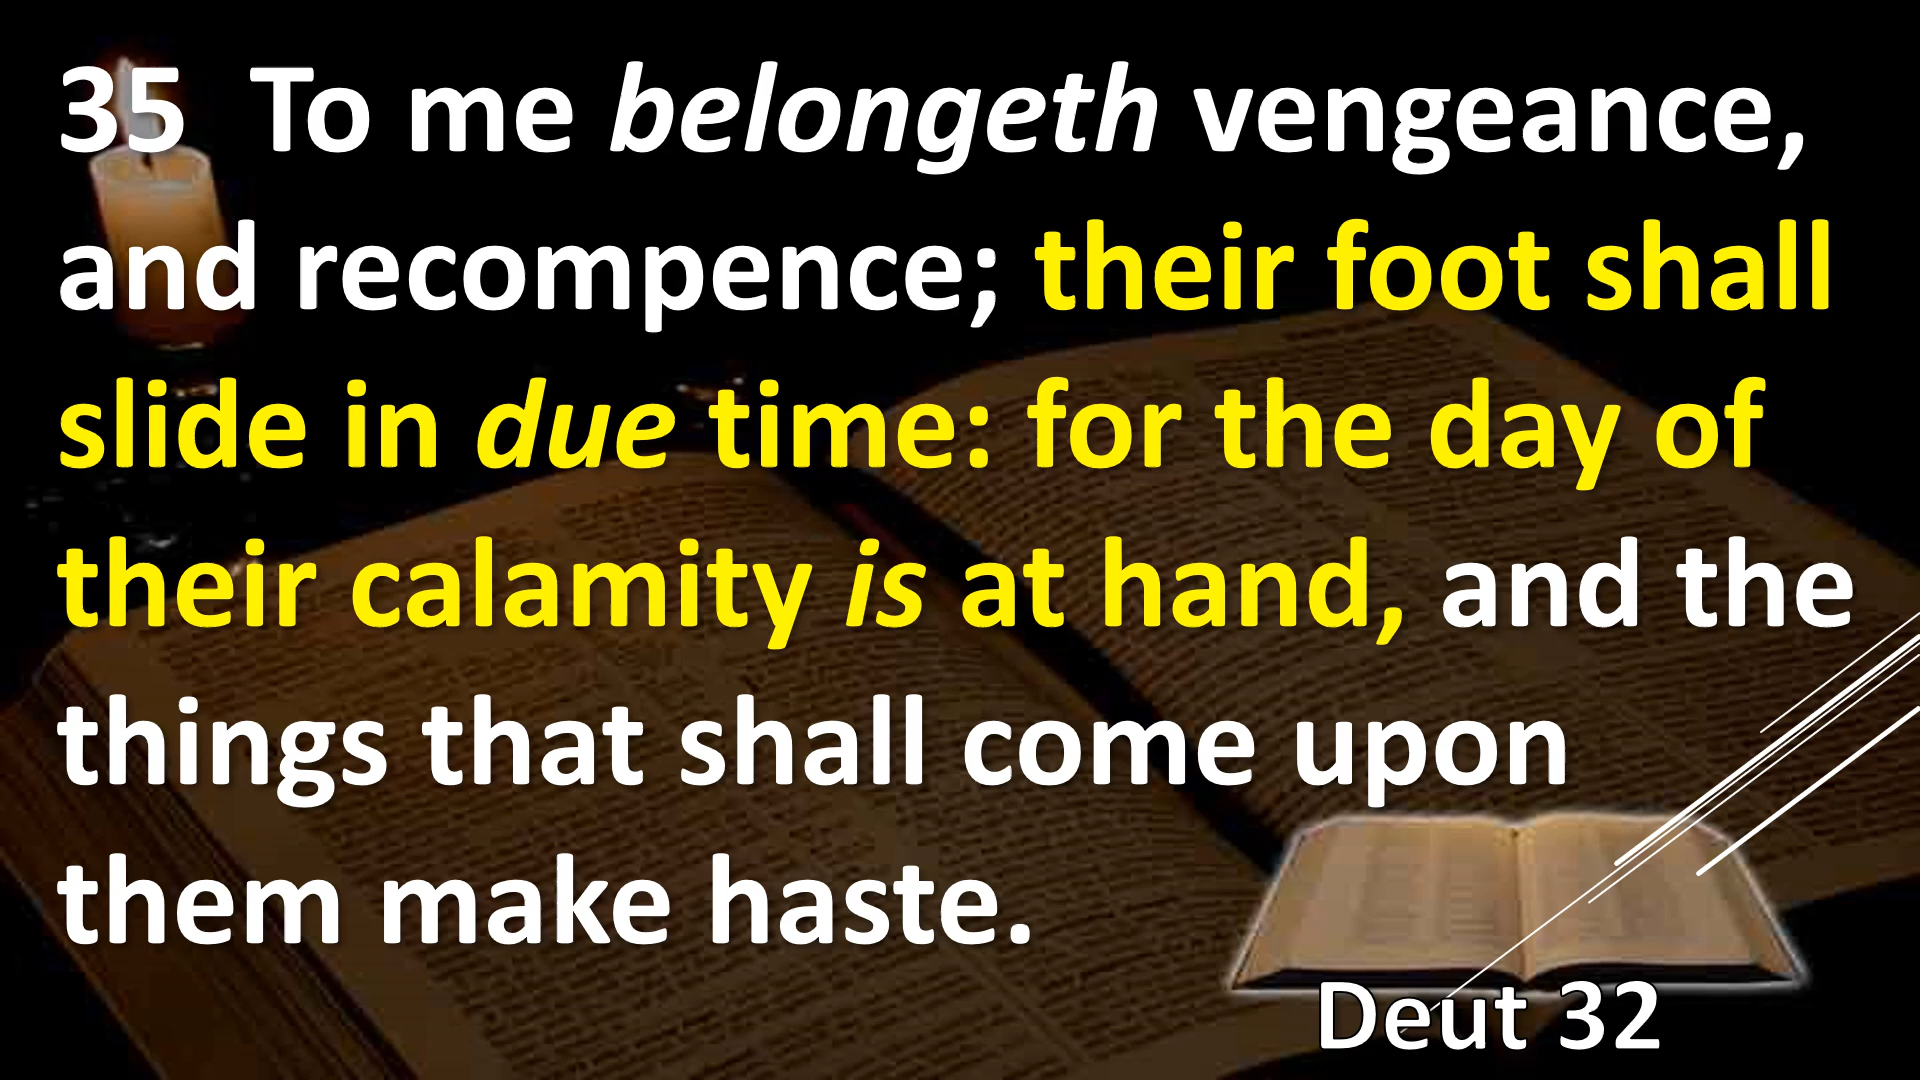 35  To me belongeth vengeance,
and recompence; their foot shall
slide in due time: for the day of
their calamity is at hand, and the
things that shall come upon
them make haste.
Deut 32